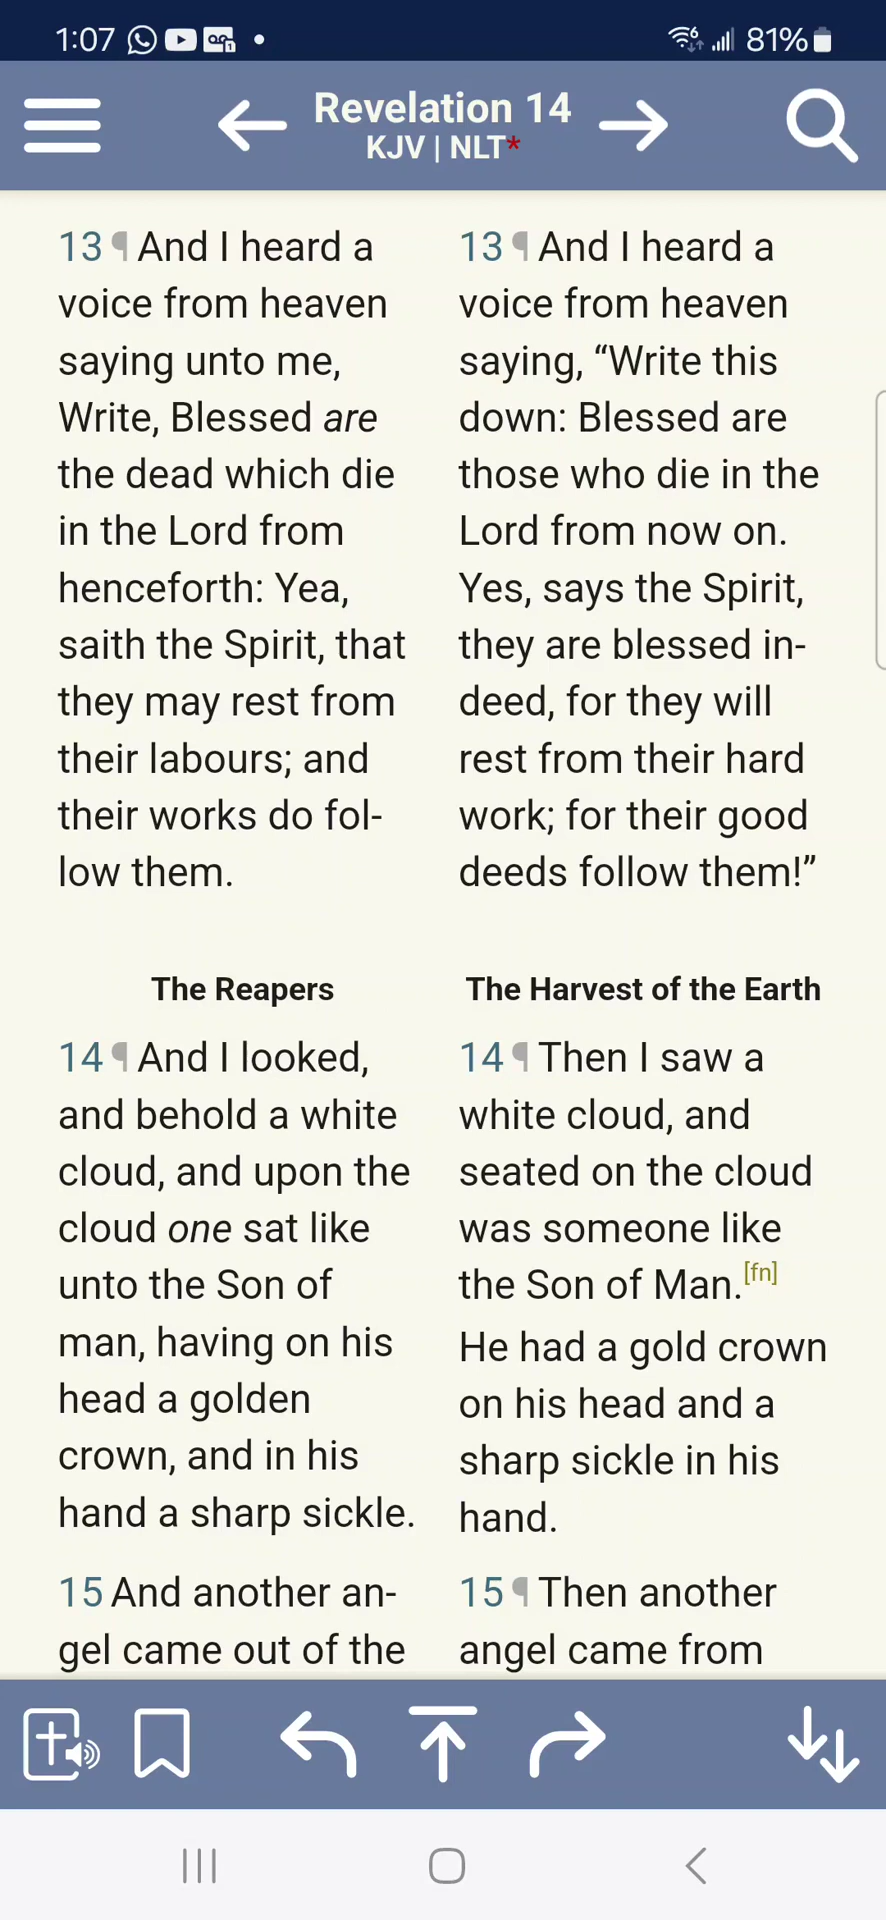 1:07
81%
Revelation 14
KJV | NLT*
13 ¶ And I heard a
voice from heaven
saying unto me,
Write, Blessed are
the dead which die
in the Lord from
henceforth: Yea,
saith the Spirit, that
they may rest from
their labours; and
their works do fol-
low them.
The Reapers
14 ¶ And I looked,
and behold a white
cloud, and upon the
cloud one sat like
unto the Son of
man, having on his
head a golden
crown, and in his
hand a sharp sickle.
15 And another an-
gel came out of the
13 ¶ And I heard a
voice from heaven
saying, “Write this
down: Blessed are
those who die in the
Lord from now on.
Yes, says the Spirit,
they are blessed in-
deed, for they will
rest from their hard
work; for their good
deeds follow them!”
The Harvest of the Earth
14 ¶ Then I saw a
white cloud, and
seated on the cloud
was someone like
the Son of Man.[fn]
He had a gold crown
on his head and a
sharp sickle in his
hand.
15 ¶ Then another
angel came from